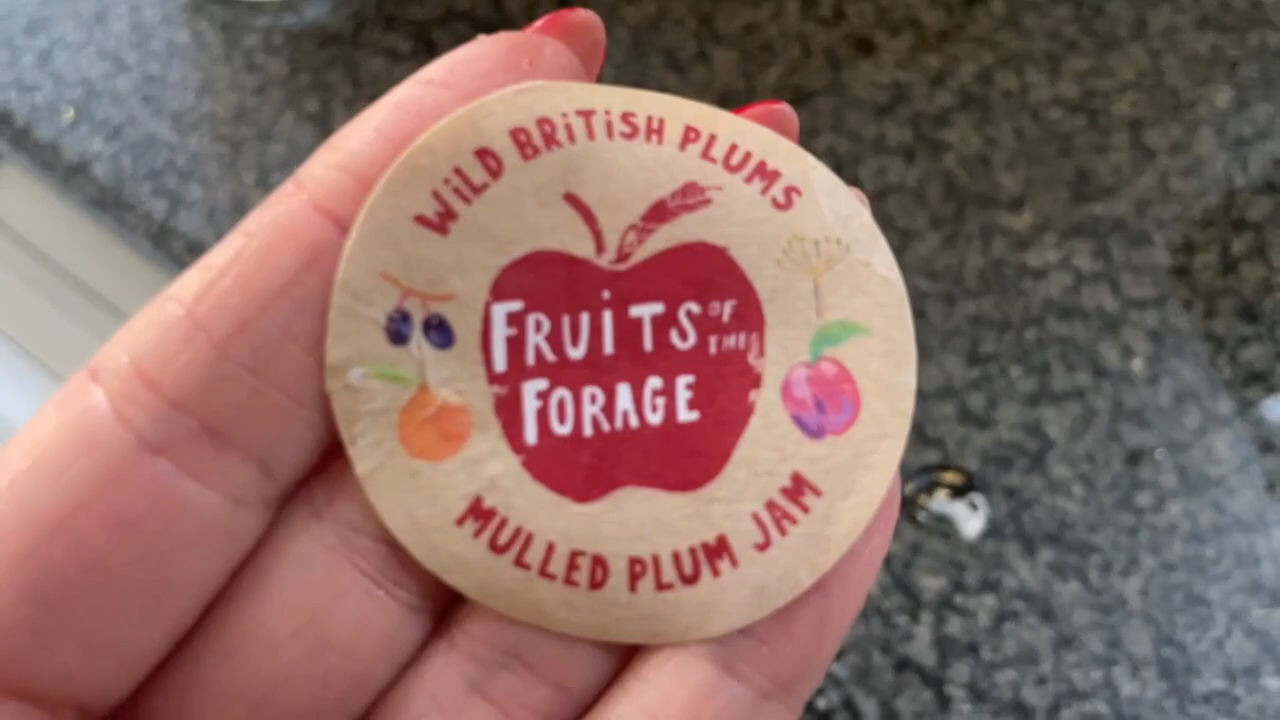 WiLD BRiTiSH PLUMS
FRUiTS OF THE
FORAGE
MULLED PLUM JAM